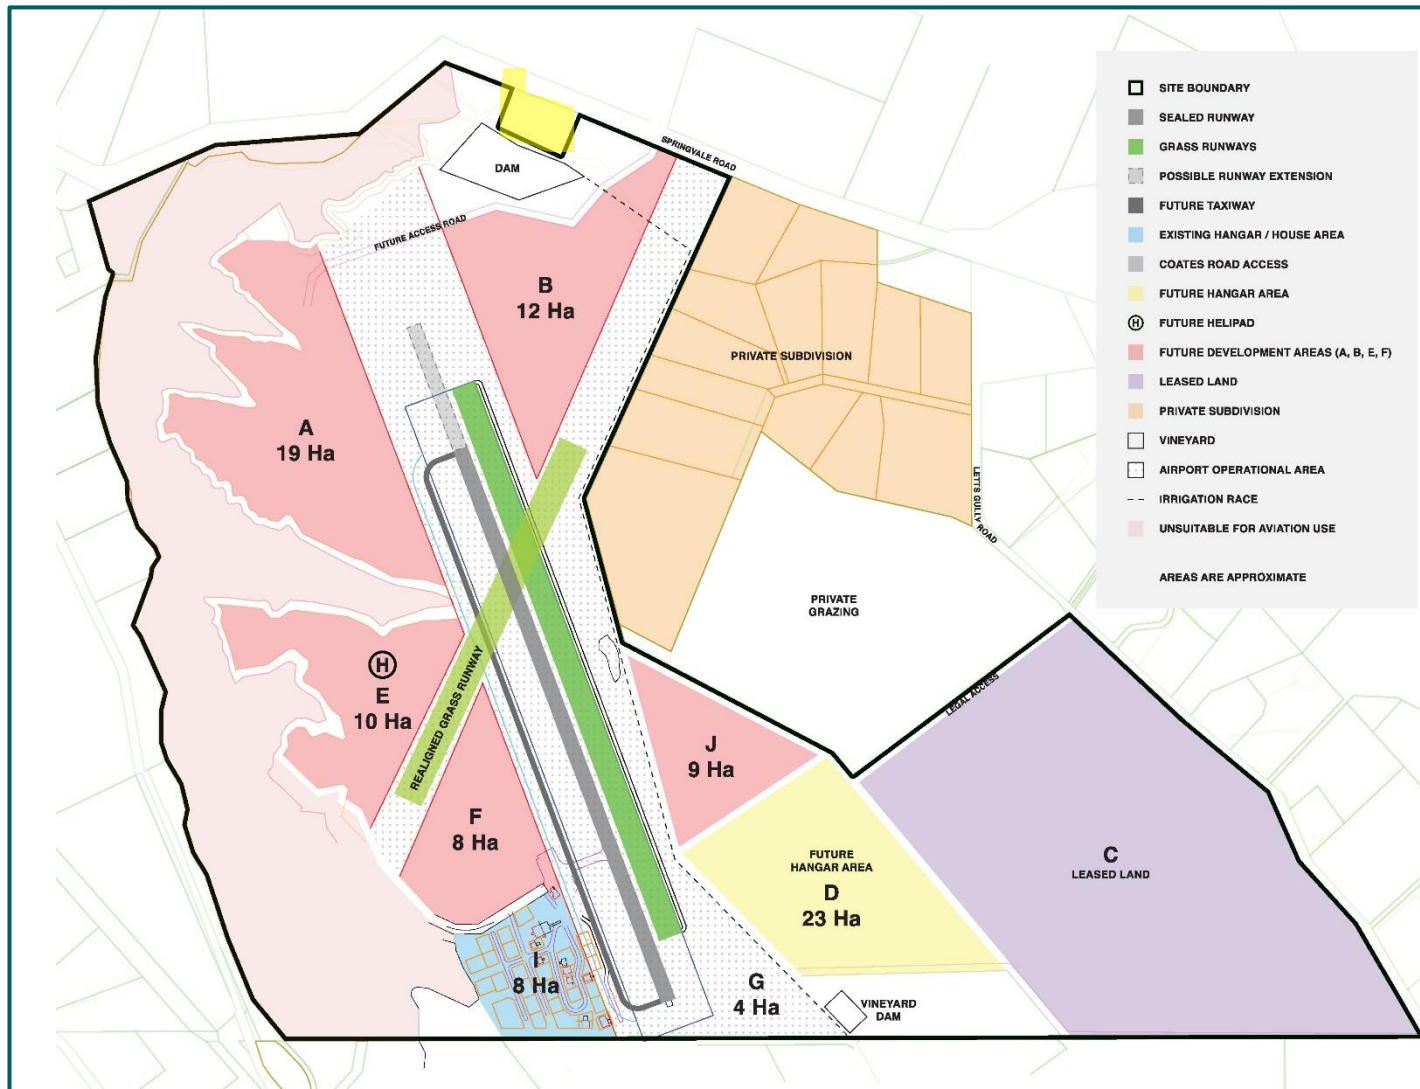 SPRINGVALE ROAD
DAM
FUTURE ACCESS ROAD
B
12 Ha
PRIVATE SUBDIVISION
A
19 Ha
LETTS GULLY ROAD
PRIVATE
GRAZING
H
E
10 Ha
REALIGNED GRASS RUNWAY
LEGAL ACCESS
J
9 Ha
F
8 Ha
FUTURE
HANGAR AREA
D
23 Ha
C
LEASED LAND
I
8 Ha
G
4 Ha
VINEYARD
DAM
SITE BOUNDARY
SEALED RUNWAY
GRASS RUNWAYS
POSSIBLE RUNWAY EXTENSION
FUTURE TAXIWAY
EXISTING HANGAR / HOUSE AREA
COATES ROAD ACCESS
FUTURE HANGAR AREA
H FUTURE HELIPAD
FUTURE DEVELOPMENT AREAS (A, B, E, F)
LEASED LAND
PRIVATE SUBDIVISION
VINEYARD
AIRPORT OPERATIONAL AREA
IRRIGATION RACE
UNSUITABLE FOR AVIATION USE
AREAS ARE APPROXIMATE